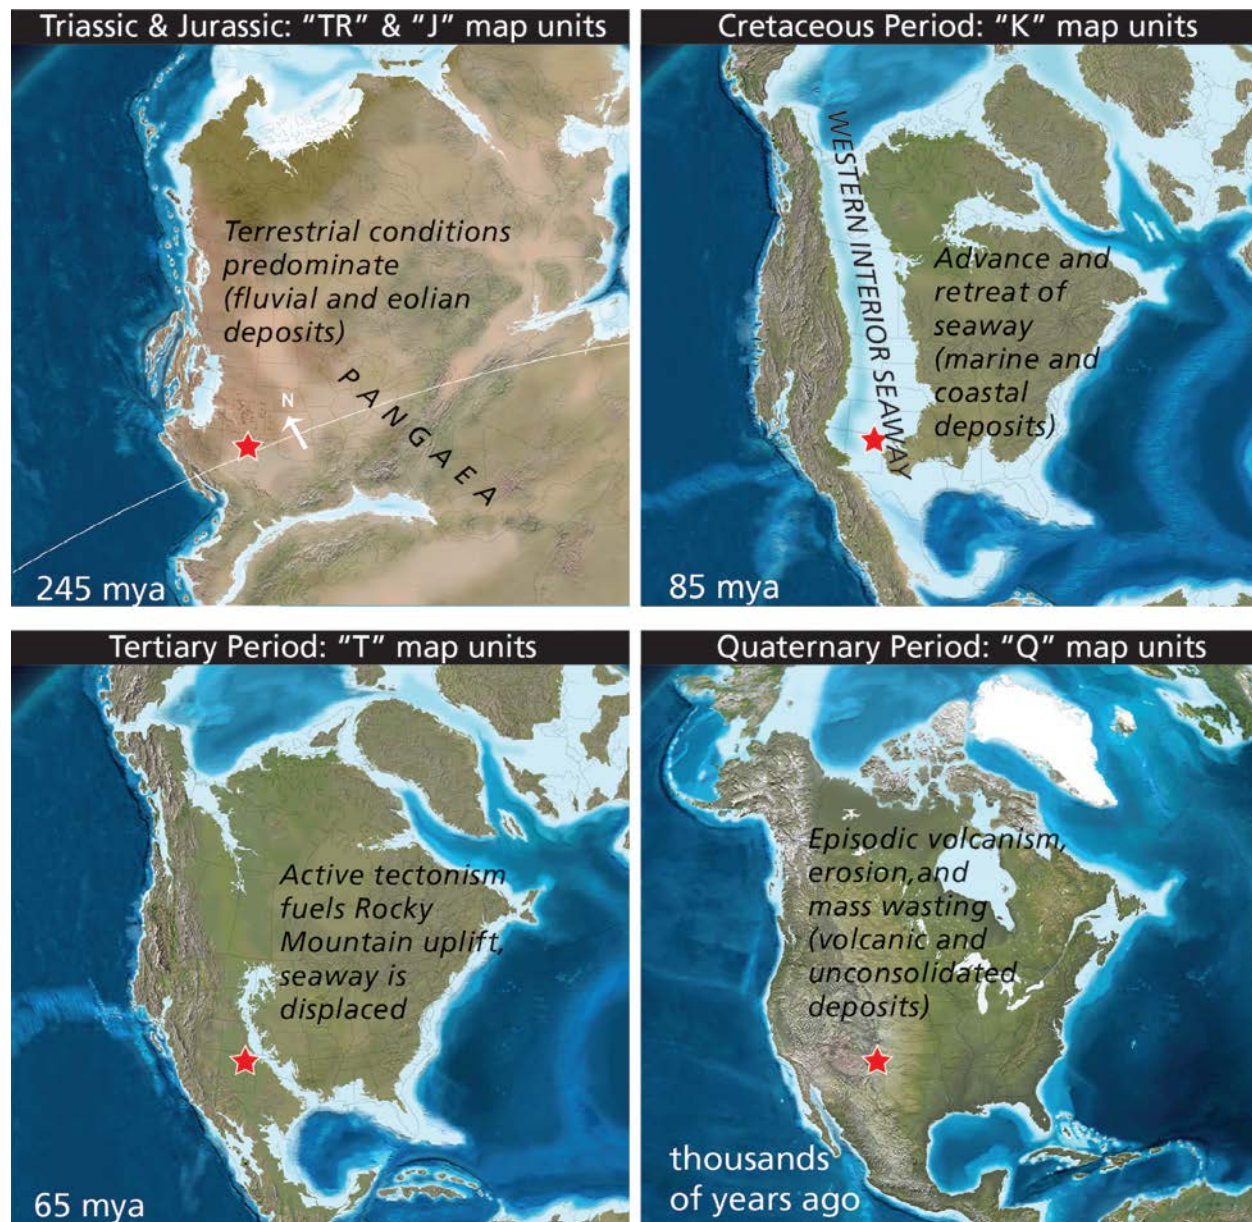 Triassic & Jurassic: "TR" & "J" map units
Terrestrial conditions
predominate
(fluvial and eolian
deposits)
N
PANGAEA
245 mya
Cretaceous Period: "K" map units
WESTERN INTERIOR SEAWAY
Advance and
retreat of
seaway
(marine and
coastal
deposits)
85 mya
Tertiary Period: "T" map units
Active tectonism
fuels Rocky
Mountain uplift,
seaway is
displaced
65 mya
Quaternary Period: "Q" map units
Episodic volcanism,
erosion,and
mass wasting
(volcanic and
unconsolidated
deposits)
thousands
of years ago